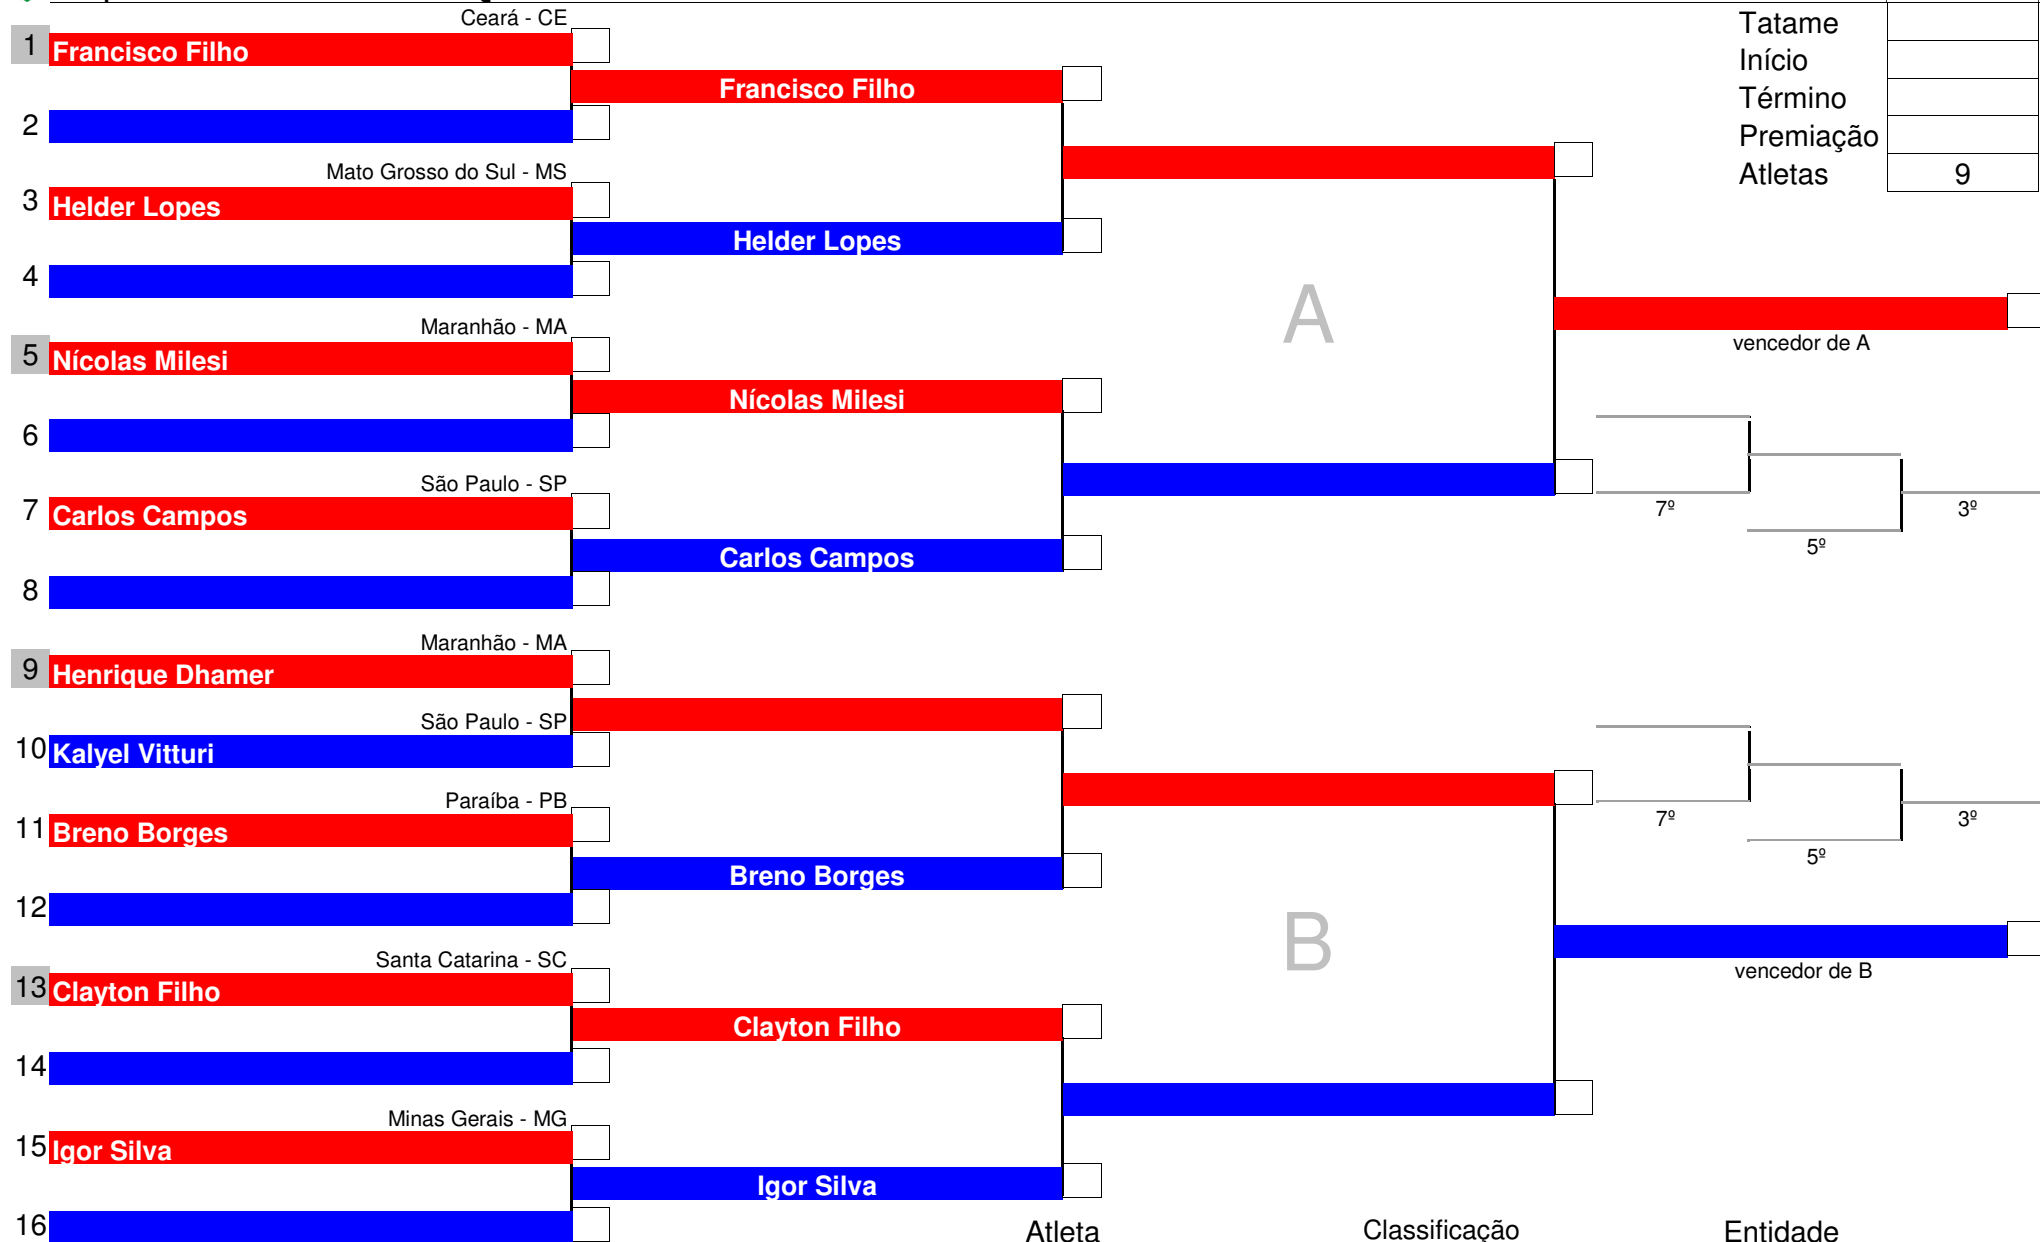 Ceará - CE
1 Francisco Filho
Francisco Filho
2
Mato Grosso do Sul - MS
3 Helder Lopes
Helder Lopes
4
Maranhão - MA
5 Nícolas Milesi
Nícolas Milesi
6
São Paulo - SP
7 Carlos Campos
Carlos Campos
8
Maranhão - MA
9 Henrique Dhamer
São Paulo - SP
10 Kalyel Vitturi
Paraíba - PB
11 Breno Borges
Breno Borges
12
Santa Catarina - SC
13 Clayton Filho
Clayton Filho
14
Minas Gerais - MG
15 Igor Silva
Igor Silva
16
A
B
Tatame
Início
Término
Premiação
Atletas 9
vencedor de A
7º
3º
5º
7º
3º
5º
vencedor de B
Atleta Classificação Entidade